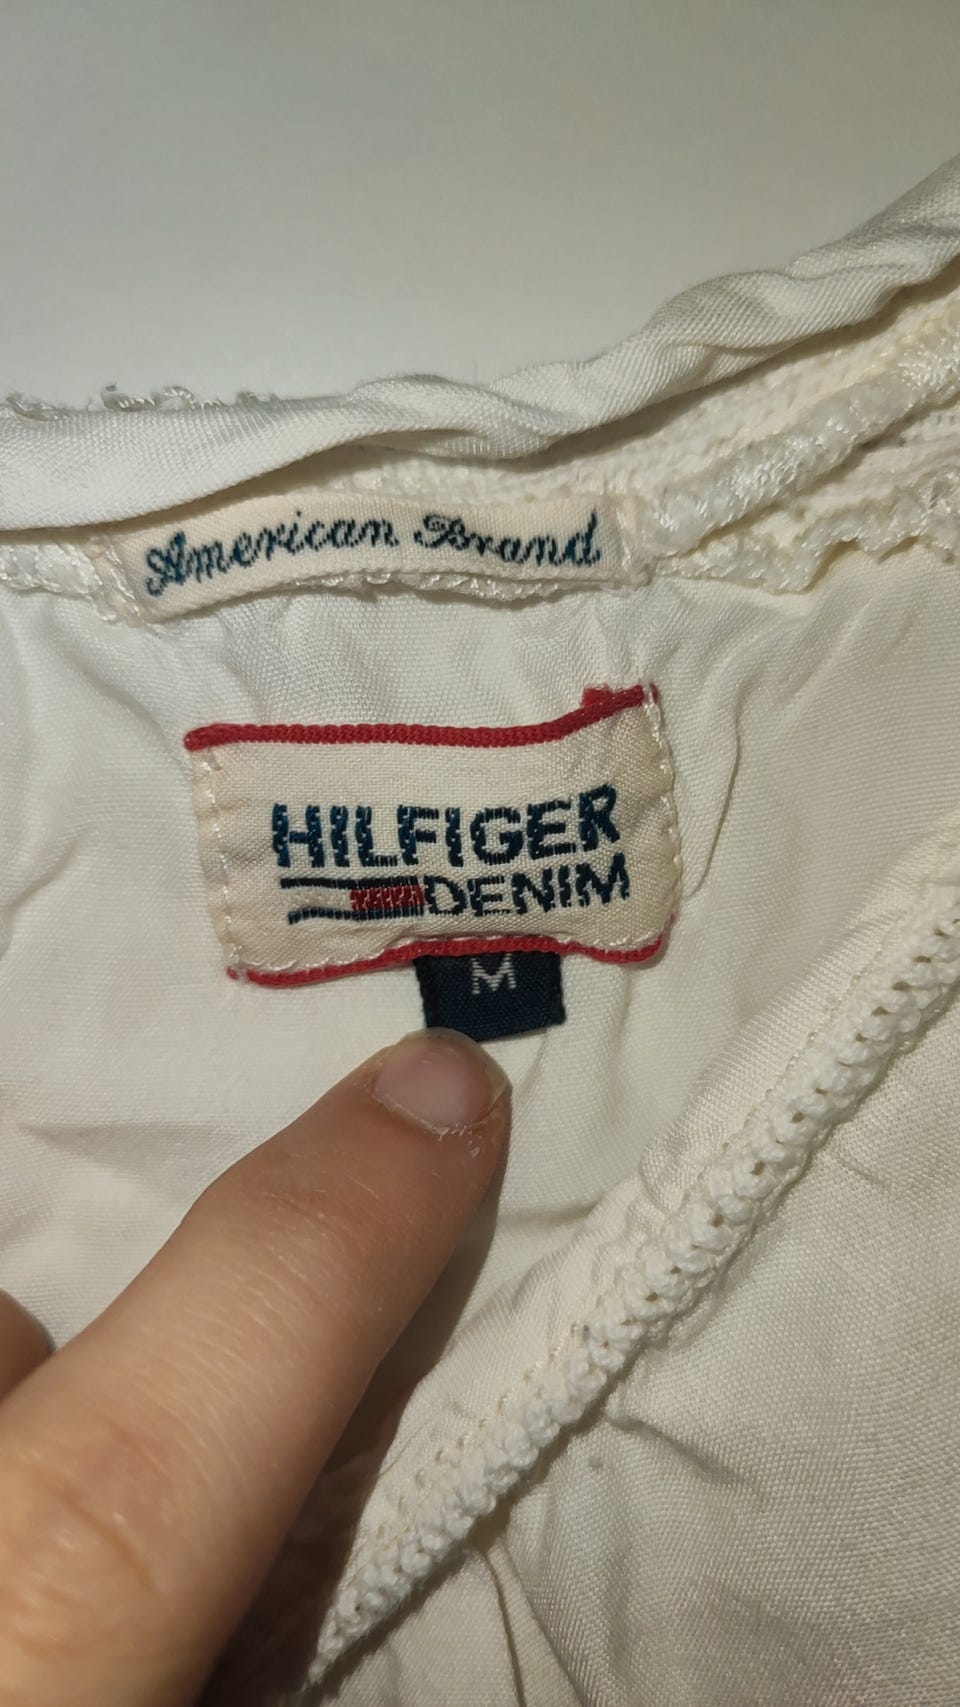 American Brand
HILFIGER
DENIM
M